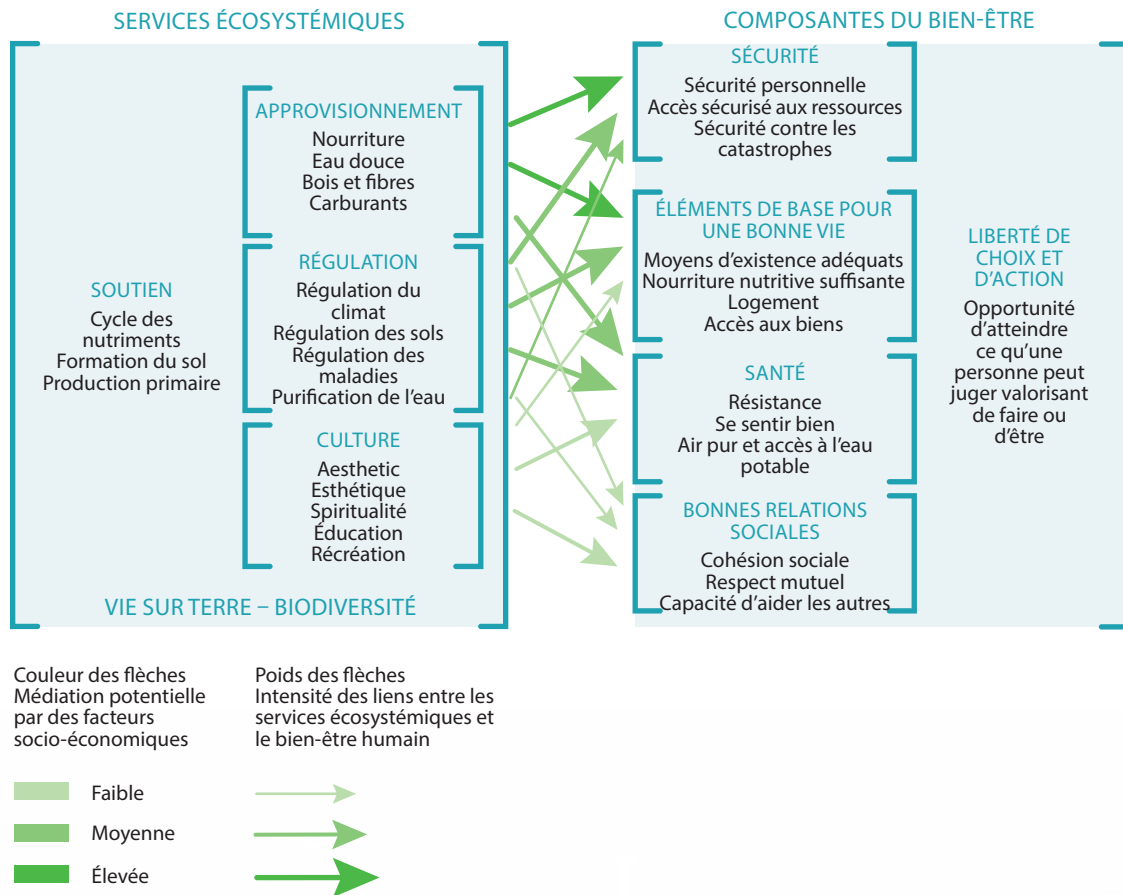 SERVICES ÉCOSYSTÉMIQUES
SOUTIEN
Cycle des
nutriments
Formation du sol
Production primaire
APPROVISIONNEMENT
Nourriture
Eau douce
Bois et fibres
Carburants
RÉGULATION
Régulation du
climat
Régulation des sols
Régulation des
maladies
Purification de l’eau
CULTURE
Aesthetic
Esthétique
Spiritualité
Éducation
Récréation
VIE SUR TERRE – BIODIVERSITÉ
COMPOSANTES DU BIEN-ÊTRE
SÉCURITÉ
Sécurité personnelle
Accès sécurisé aux ressources
Sécurité contre les
catastrophes
ÉLÉMENTS DE BASE POUR
UNE BONNE VIE
Moyens d’existence adéquats
Nourriture nutritive suffisante
Logement
Accès aux biens
SANTÉ
Résistance
Se sentir bien
Air pur et accès à l’eau
potable
BONNES RELATIONS
SOCIALES
Cohésion sociale
Respect mutuel
Capacité d’aider les autres
LIBERTÉ DE
CHOIX ET
D’ACTION
Opportunité
d’atteindre
ce qu’une
personne peut
juger valorisant
de faire ou
d’être
Couleur des flèches
Médiation potentielle
par des facteurs
socio-économiques
Poids des flèches
Intensité des liens entre les
services écosystémiques et
le bien-être humain
Faible
Moyenne
Élevée